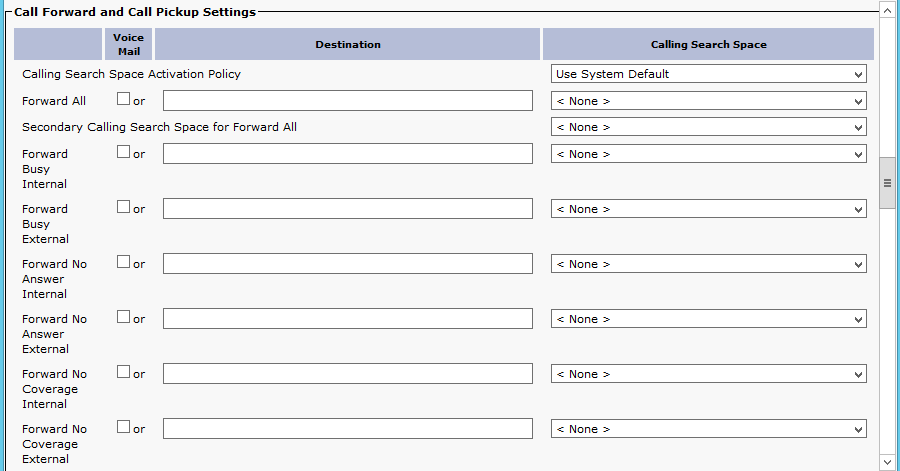 Call Forward and Call Pickup Settings
Voice Mail Destination Calling Search Space
Calling Search Space Activation Policy Use System Default
Forward All or < None >
Secondary Calling Search Space for Forward All < None >
Forward or < None >
Busy
Internal
Forward or < None >
Busy
External
Forward No or < None >
Answer
Internal
Forward No or < None >
Answer
External
Forward No or < None >
Coverage
Internal
Forward No or < None >
Coverage
External